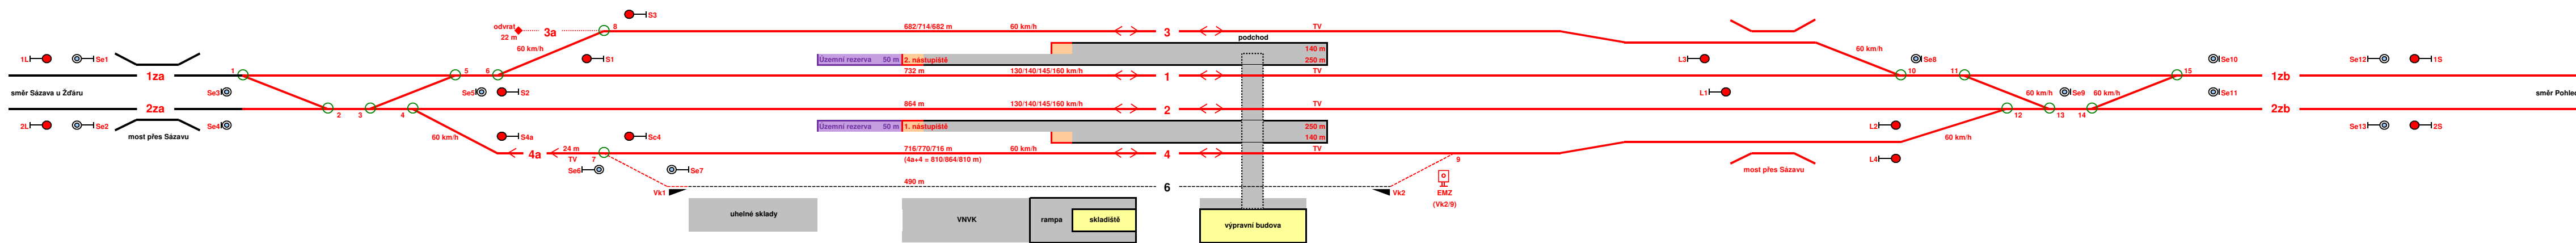 S3
odvrat
22 m
3a
8
682/714/682 m
60 km/h
3
TV
podchod
60 km/h
140 m
60 km/h
1L
Se1
S1
Územní rezerva
50 m
2. nástupiště
250 m
L3
Se8
Se10
Se12
1S
1
5
6
732 m
130/140/145/160 km/h
TV
10
11
15
1za
1
1zb
směr Sázava u Žďáru
Se3
Se5
S2
L1
60 km/h
Se9
60 km/h
Se11
2za
864 m
130/140/145/160 km/h
2
TV
2zb
2
3
4
12
13
14
2L
Se2
Se4
most přes Sázavu
60 km/h
S4a
Sc4
Územní rezerva
50 m
1. nástupiště
250 m
140 m
L2
60 km/h
Se13
2S
4a
24 m
TV
7
716/770/716 m
60 km/h
(4a+4 = 810/864/810 m)
4
TV
9
L4
Se6
Se7
most přes Sázavu
Vk1
490 m
6
Vk2
EMZ
(Vk2/9)
uhelné sklady
VNVK
rampa
skladiště
výpravní budova